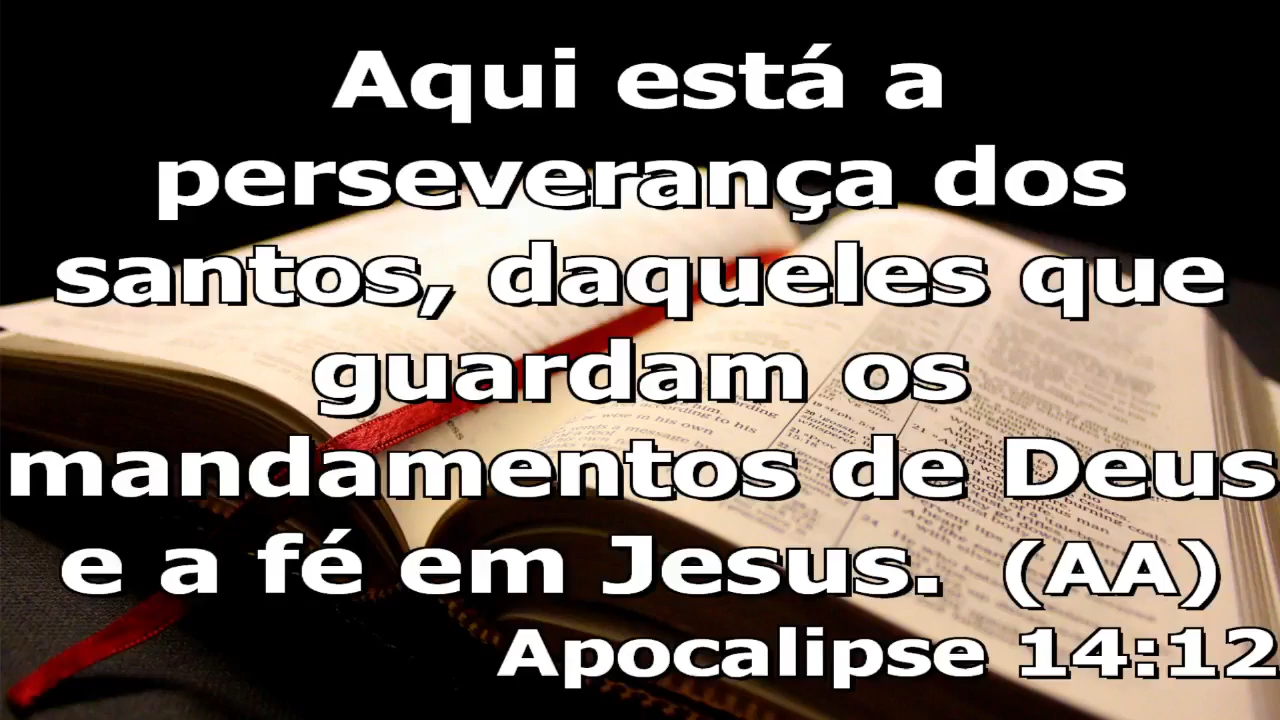 Aqui está a
perseverança dos
santos, daqueles que
guardam os
mandamentos de Deus
e a fé em Jesus. (AA)
Apocalipse 14:12